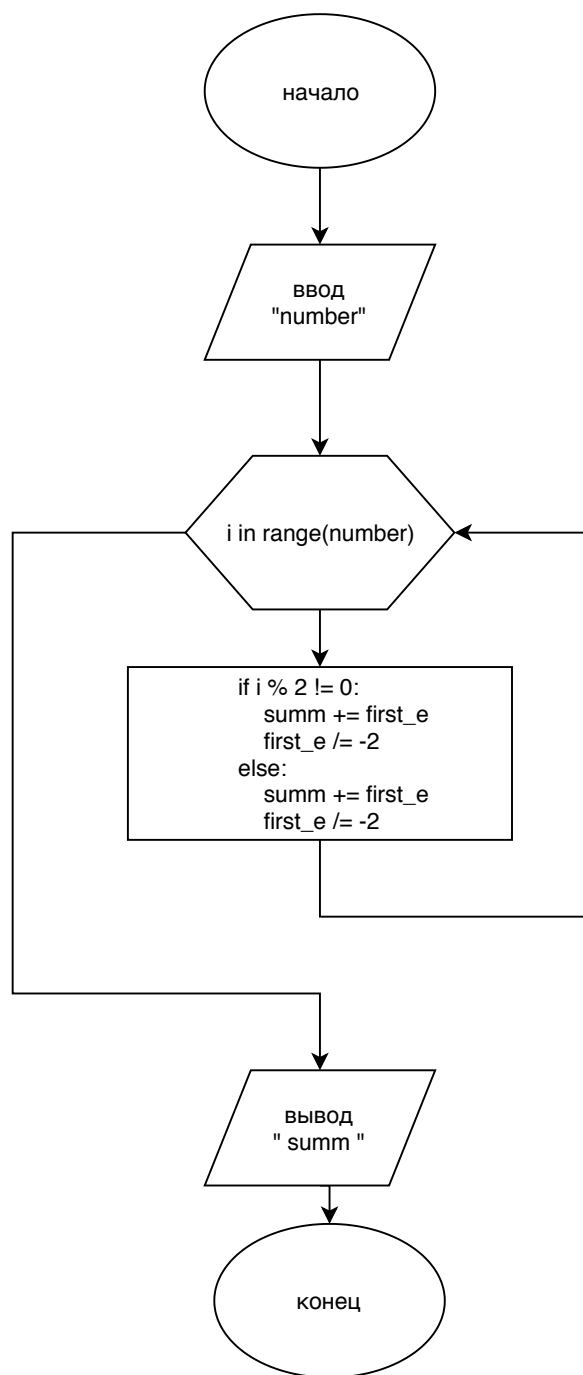 начало
ввод
"number"
i in range(number)
if i % 2 != 0:
summ += first_e
first_e /= -2
else:
summ += first_e
first_e /= -2
вывод
" summ "
конец